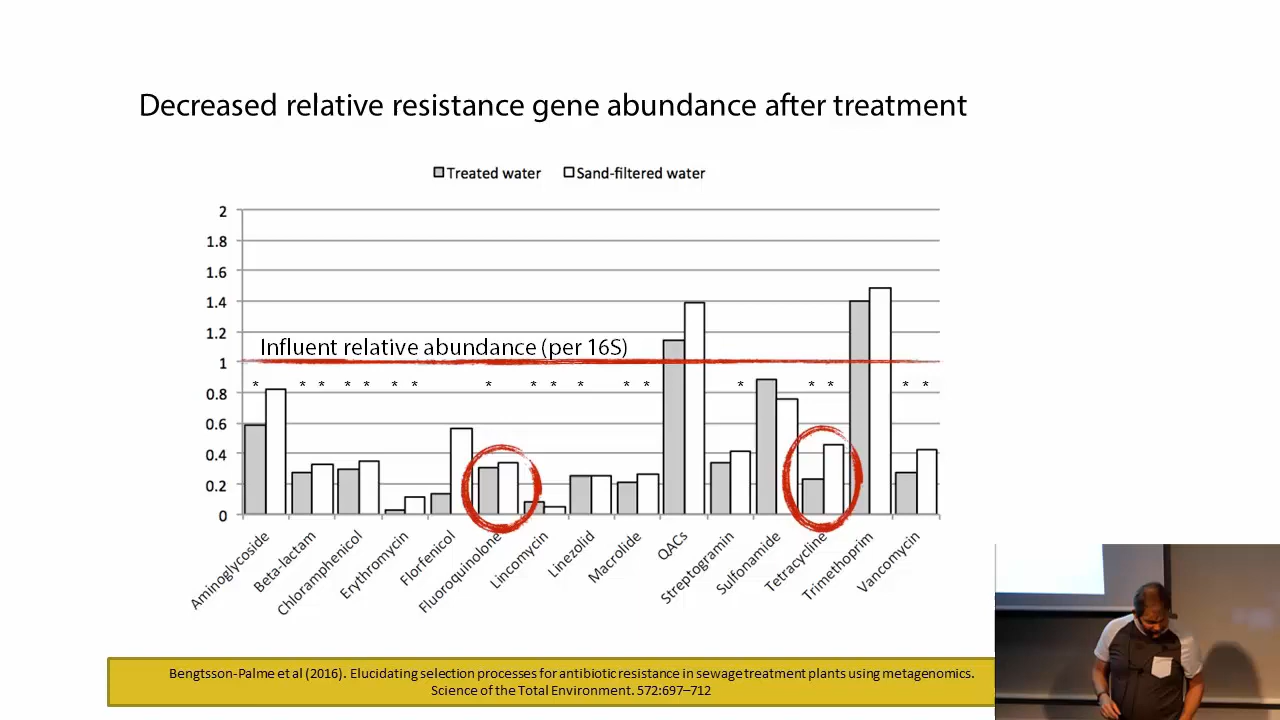 Decreased relative resistance gene abundance after treatment
Treated water Sand-filtered water
2
1.8
1.6
1.4
1.2
Influent relative abundance (per 16S)
1
* * * * * * * * * * * * * * * * * * *
0.8
0.6
0.4
0.2
0
Aminoglycoside
Beta-lactam
Chloramphenicol
Erythromycin
Florfenicol
Fluoroquinolone
Lincomycin
Linezolid
Macrolide
QACs
Streptogramin
Sulfonamide
Tetracycline
Trimethoprim
Vancomycin
Bengtsson-Palme et al (2016). Elucidating selection processes for antibiotic resistance in sewage treatment plants using metagenomics.
Science of the Total Environment. 572:697–712